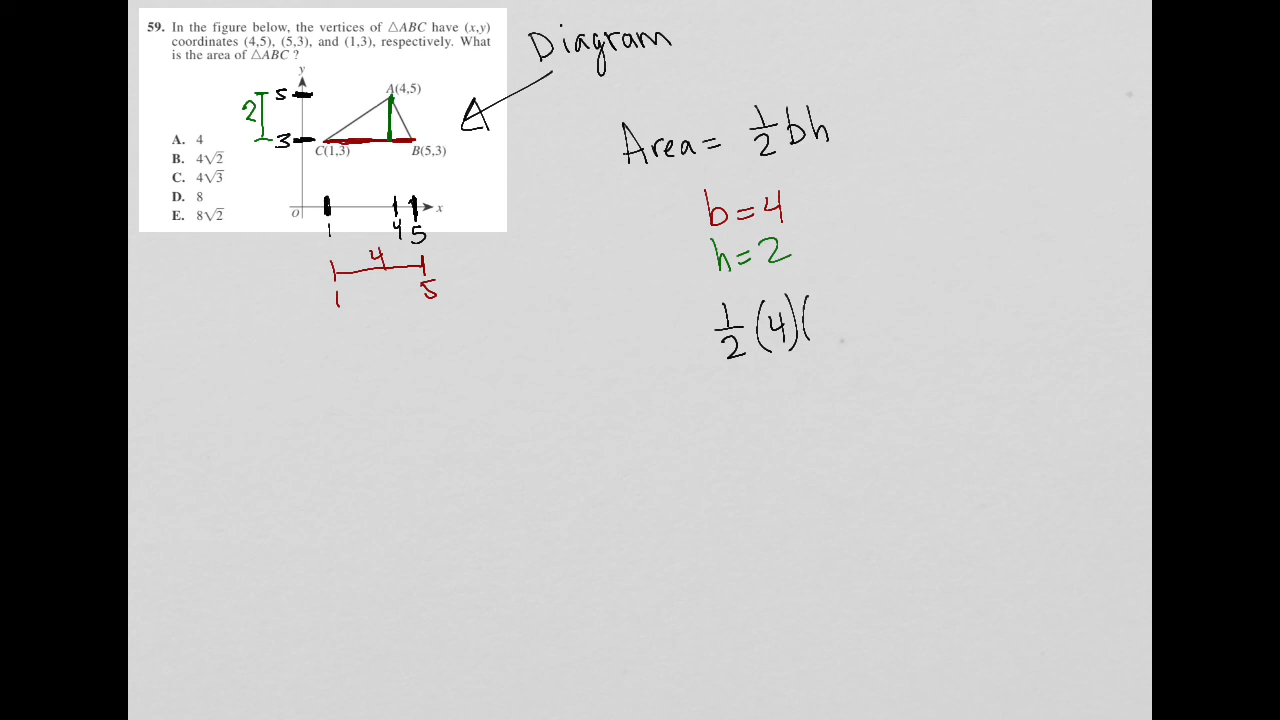 59. In the figure below, the vertices of △ABC have (x,y)
coordinates (4,5), (5,3), and (1,3), respectively. What
is the area of △ABC ?
Diagram
y
5
A(4,5)
2
3
C(1,3)
B(5,3)
A. 4
B. 4√2
C. 4√3
D. 8
E. 8√2
O
x
1
4
5
4
1
5
Area = 1/2 bh
b = 4
h = 2
1/2 (4)(